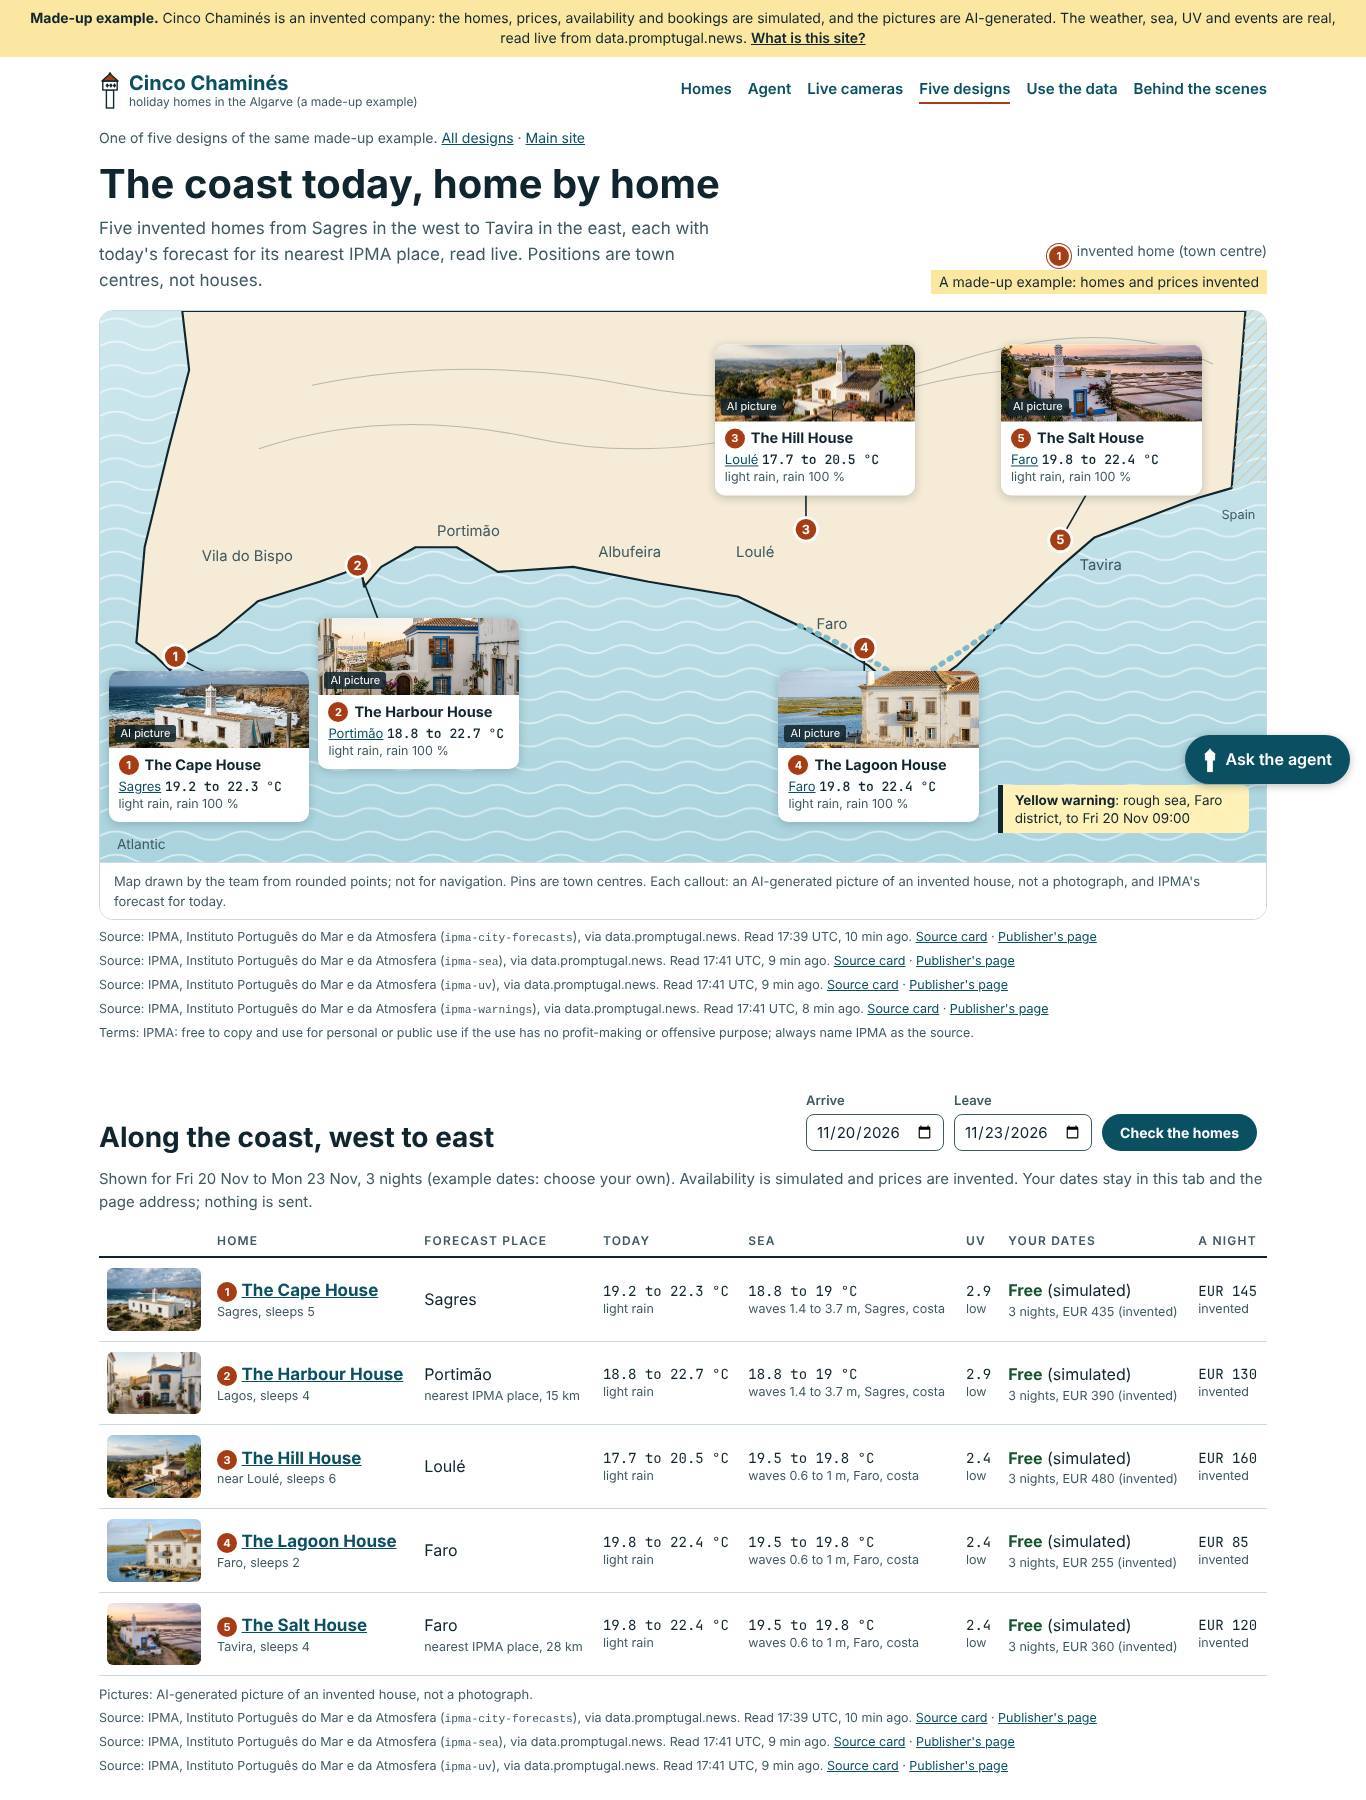 Made-up example. Cinco Chaminés is an invented company: the homes, prices, availability and bookings are simulated, and the pictures are AI-generated. The weather, sea, UV and events are real,
read live from data.promptugal.news. What is this site?
Cinco Chaminés
holiday homes in the Algarve (a made-up example)
Homes Agent Live cameras Five designs Use the data Behind the scenes
One of five designs of the same made-up example. All designs · Main site
The coast today, home by home
Five invented homes from Sagres in the west to Tavira in the east, each with
today's forecast for its nearest IPMA place, read live. Positions are town
centres, not houses.
1 invented home (town centre)
A made-up example: homes and prices invented
AI picture
3 The Hill House
Loulé 17.7 to 20.5 °C
light rain, rain 100 %
AI picture
5 The Salt House
Faro 19.8 to 22.4 °C
light rain, rain 100 %
Spain
3
5
Portimão
Vila do Bispo
Albufeira
Loulé
Tavira
2
Faro
4
1
AI picture
2 The Harbour House
Portimão 18.8 to 22.7 °C
light rain, rain 100 %
AI picture
1 The Cape House
Sagres 19.2 to 22.3 °C
light rain, rain 100 %
AI picture
4 The Lagoon House
Faro 19.8 to 22.4 °C
light rain, rain 100 %
Ask the agent
Yellow warning: rough sea, Faro
district, to Fri 20 Nov 09:00
Atlantic
Map drawn by the team from rounded points; not for navigation. Pins are town centres. Each callout: an AI-generated picture of an invented house, not a photograph, and IPMA's
forecast for today.
Source: IPMA, Instituto Português do Mar e da Atmosfera (ipma-city-forecasts), via data.promptugal.news. Read 17:39 UTC, 10 min ago. Source card · Publisher's page
Source: IPMA, Instituto Português do Mar e da Atmosfera (ipma-sea), via data.promptugal.news. Read 17:41 UTC, 9 min ago. Source card · Publisher's page
Source: IPMA, Instituto Português do Mar e da Atmosfera (ipma-uv), via data.promptugal.news. Read 17:41 UTC, 9 min ago. Source card · Publisher's page
Source: IPMA, Instituto Português do Mar e da Atmosfera (ipma-warnings), via data.promptugal.news. Read 17:41 UTC, 8 min ago. Source card · Publisher's page
Terms: IPMA: free to copy and use for personal or public use if the use has no profit-making or offensive purpose; always name IPMA as the source.
Along the coast, west to east
Arrive Leave
11/20/2026 11/23/2026 Check the homes
Shown for Fri 20 Nov to Mon 23 Nov, 3 nights (example dates: choose your own). Availability is simulated and prices are invented. Your dates stay in this tab and the
page address; nothing is sent.
HOME FORECAST PLACE TODAY SEA UV YOUR DATES A NIGHT
1 The Cape House Sagres 19.2 to 22.3 °C 18.8 to 19 °C 2.9 Free (simulated) EUR 145
Sagres, sleeps 5 light rain waves 1.4 to 3.7 m, Sagres, costa low 3 nights, EUR 435 (invented) invented
2 The Harbour House Portimão 18.8 to 22.7 °C 18.8 to 19 °C 2.9 Free (simulated) EUR 130
Lagos, sleeps 4 nearest IPMA place, 15 km light rain waves 1.4 to 3.7 m, Sagres, costa low 3 nights, EUR 390 (invented) invented
3 The Hill House Loulé 17.7 to 20.5 °C 19.5 to 19.8 °C 2.4 Free (simulated) EUR 160
near Loulé, sleeps 6 light rain waves 0.6 to 1 m, Faro, costa low 3 nights, EUR 480 (invented) invented
4 The Lagoon House Faro 19.8 to 22.4 °C 19.5 to 19.8 °C 2.4 Free (simulated) EUR 85
Faro, sleeps 2 light rain waves 0.6 to 1 m, Faro, costa low 3 nights, EUR 255 (invented) invented
5 The Salt House Faro 19.8 to 22.4 °C 19.5 to 19.8 °C 2.4 Free (simulated) EUR 120
Tavira, sleeps 4 nearest IPMA place, 28 km light rain waves 0.6 to 1 m, Faro, costa low 3 nights, EUR 360 (invented) invented
Pictures: AI-generated picture of an invented house, not a photograph.
Source: IPMA, Instituto Português do Mar e da Atmosfera (ipma-city-forecasts), via data.promptugal.news. Read 17:39 UTC, 10 min ago. Source card · Publisher's page
Source: IPMA, Instituto Português do Mar e da Atmosfera (ipma-sea), via data.promptugal.news. Read 17:41 UTC, 9 min ago. Source card · Publisher's page
Source: IPMA, Instituto Português do Mar e da Atmosfera (ipma-uv), via data.promptugal.news. Read 17:41 UTC, 9 min ago. Source card · Publisher's page